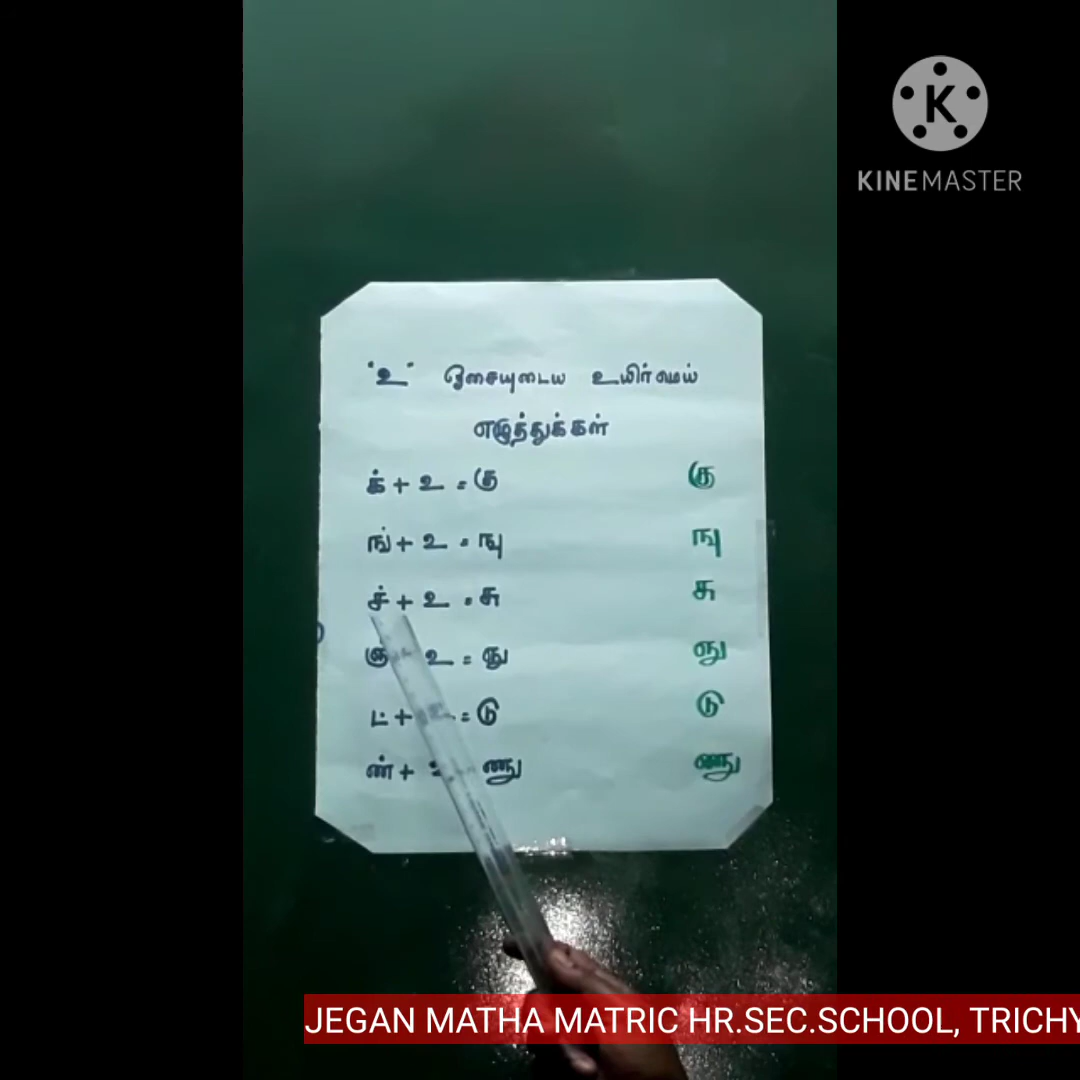 KINEMASTER
"உ" ஓசையுடைய உயிர்மெய்
எழுத்துக்கள்
க் + உ = கு கு
ங் + உ = ஙு ஙு
ச் + உ = சு சு
ஞ் + உ = ஞு ஞு
ட் + உ = டு டு
ண் + உ = ணு ணு
JEGAN MATHA MATRIC HR.SEC.SCHOOL, TRICHY